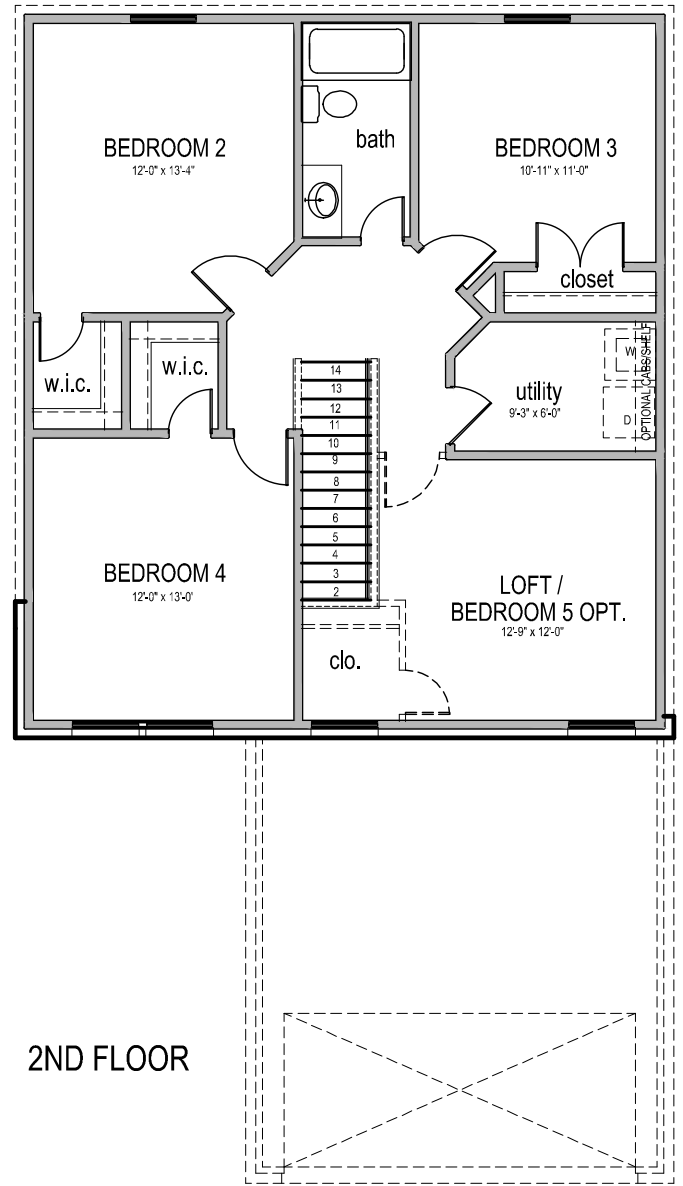 BEDROOM 2
12'-0" x 13'-4"
bath
BEDROOM 3
10'-11" x 11'-0"
closet
w.i.c.
w.i.c.
utility
9'-3" x 6'-0"
W
D
OPTIONAL CABS/SHELF
14
13
12
11
10
9
8
7
6
5
4
3
2
BEDROOM 4
12'-0" x 13'-0'
LOFT /
BEDROOM 5 OPT.
12'-9" x 12'-0"
clo.
2ND FLOOR